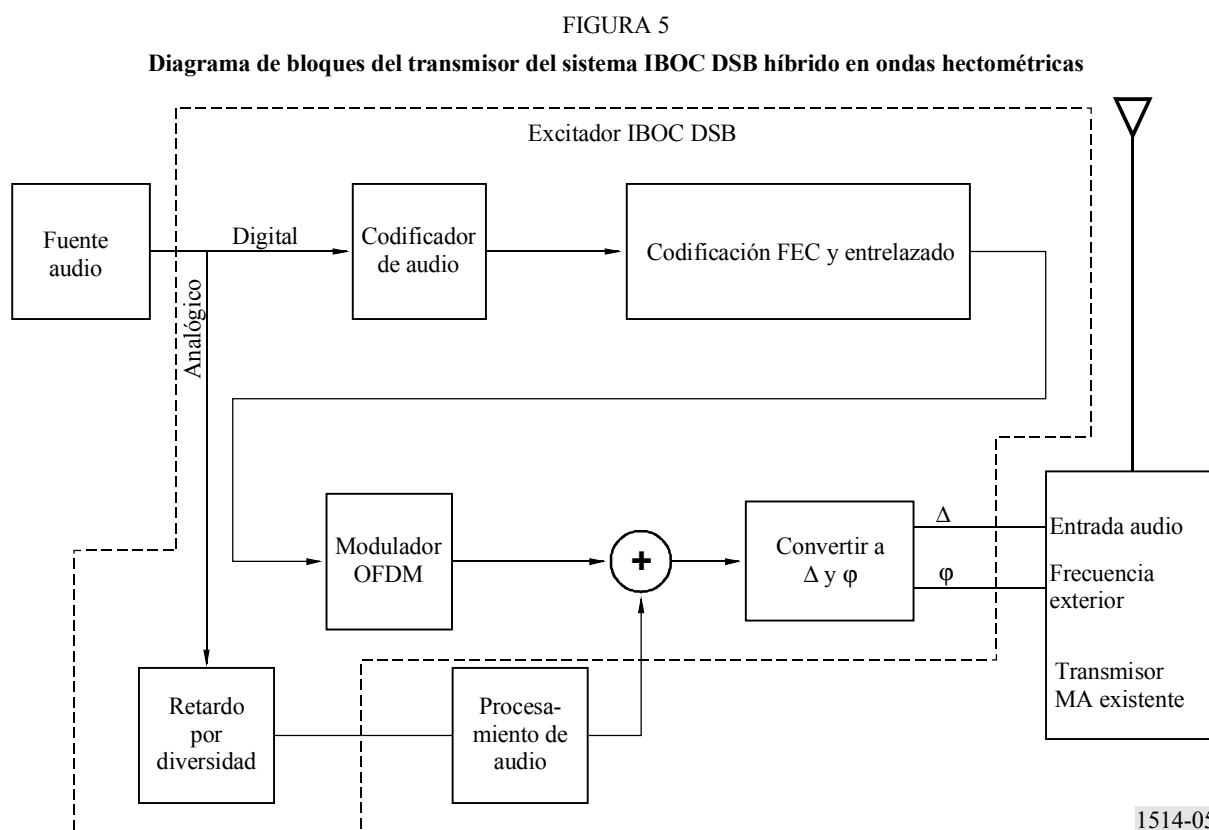 FIGURA 5
Diagrama de bloques del transmisor del sistema IBOC DSB híbrido en ondas hectométricas
Excitador IBOC DSB
Fuente
audio
Digital
Analógico
Codificador
de audio
Codificación FEC y entrelazado
Modulador
OFDM
+
Convertir a
Δ y φ
Δ
φ
Entrada audio
Frecuencia
exterior
Transmisor
MA existente
Retardo
por
diversidad
Procesa-
miento de
audio
1514-05